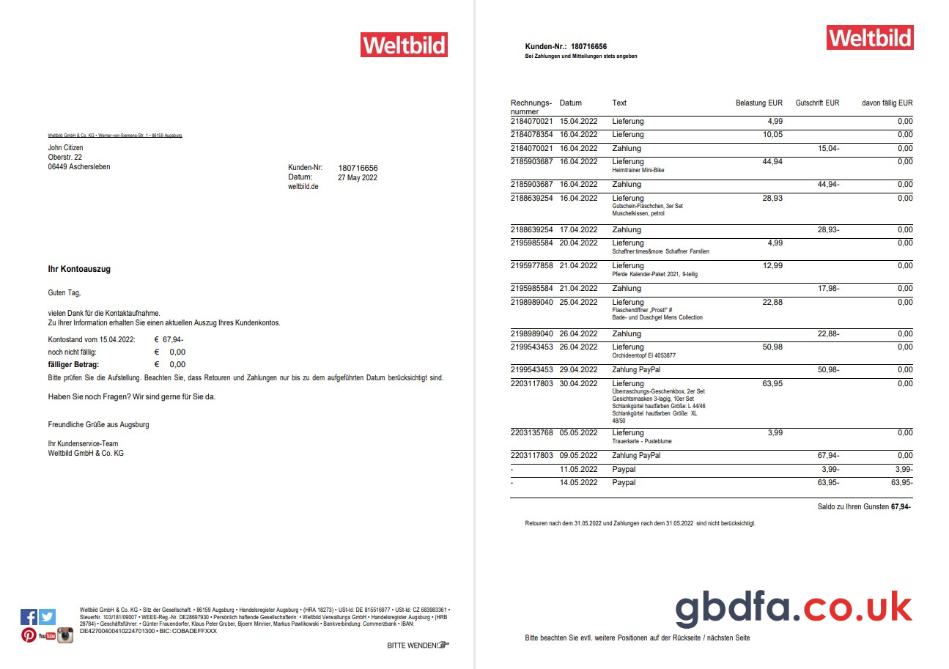 Weltbild
Weltbild GmbH & Co. KG • Werner-von-Siemens-Str. 1 • 86159 Augsburg
John Citizen
Oberstr. 22
06449 Aschersleben
Kunden-Nr: 180716656
Datum: 27 May 2022
weltbild.de
Ihr Kontoauszug
Guten Tag,
vielen Dank für die Kontaktaufnahme.
Zu Ihrer Information erhalten Sie einen aktuellen Auszug Ihres Kundenkontos.
Kontostand vom 15.04.2022: € 67,94-
noch nicht fällig: € 0,00
fälliger Betrag: € 0,00
Bitte prüfen Sie die Aufstellung. Beachten Sie, dass Retouren und Zahlungen nur bis zu dem aufgeführten Datum berücksichtigt sind.
Haben Sie noch Fragen? Wir sind gerne für Sie da.
Freundliche Grüße aus Augsburg
Ihr Kundenservice-Team
Weltbild GmbH & Co. KG
You Tube
Weltbild GmbH & Co. KG • Sitz der Gesellschaft: • 86159 Augsburg • Handelsregister Augsburg • (HRA 18273) • USt-Id: DE 815516977 • USt-Id: CZ 683983361 •
Steuernr. 103/181/09007 • WEEE-Reg.-Nr. DE28697930 • Persönlich haftende Gesellschafterin: • Weltbild Verwaltungs GmbH • Handelsregister Augsburg • (HRB
29784) • Geschäftsführer: • Günter Frauendorfer, Klaus Peter Gruber, Bjoern Minnier, Markus Pawlikowski • Bankverbindung: Commerzbank • IBAN:
DE42700400410224701300 • BIC: COBADEFFXXX
BITTE WENDEN!
Weltbild
Kunden-Nr.: 180716656
Bei Zahlungen und Mitteilungen stets angeben
Rechnungs- Datum Text Belastung EUR Gutschrift EUR davon fällig EUR
nummer
2184070021 15.04.2022 Lieferung 4,99 0,00
2184078354 16.04.2022 Lieferung 10,05 0,00
2184070021 16.04.2022 Zahlung 15,04- 0,00
2185903687 16.04.2022 Lieferung 44,94 0,00
Heimtrainer Mini-Bike
2185903687 16.04.2022 Zahlung 44,94- 0,00
2188639254 16.04.2022 Lieferung 28,93 0,00
Gutschein-Fläschchen, 3er Set
Muschelkissen, petrol
2188639254 17.04.2022 Zahlung 28,93- 0,00
2195985584 20.04.2022 Lieferung 4,99 0,00
Schaffner:times&more Schaffner Familien
2195977858 21.04.2022 Lieferung 12,99 0,00
Pferde Kalender-Paket 2021, 9-teilig
2195985584 21.04.2022 Zahlung 17,98- 0,00
2198989040 25.04.2022 Lieferung 22,88 0,00
Flaschenöffner „Prost!" #
Bade- und Duschgel Mens Collection
2198989040 26.04.2022 Zahlung 22,88- 0,00
2199543453 26.04.2022 Lieferung 50,98 0,00
Orchideentopf El 4053877
2199543453 29.04.2022 Zahlung PayPal 50,98- 0,00
2203117803 30.04.2022 Lieferung 63,95 0,00
Überraschungs-Geschenkbox, 2er Set
Gesichtsmasken 3-lagig, 10er Set
Schlankgürtel hautfarben Größe: L 44/46
Schlankgürtel hautfarben Größe: XL
48/50
2203135768 05.05.2022 Lieferung 3,99 0,00
Trauerkarte - Pusteblume
2203117803 09.05.2022 Zahlung PayPal 67,94- 0,00
- 11.05.2022 Paypal 3,99- 3,99-
- 14.05.2022 Paypal 63,95- 63,95-
Saldo zu Ihren Gunsten 67,94-
Retouren nach dem 31.05.2022 und Zahlungen nach dem 31.05.2022 sind nicht berücksichtigt.
gbdfa.co.uk
Bitte beachten Sie evtl. weitere Positionen auf der Rückseite / nächsten Seite